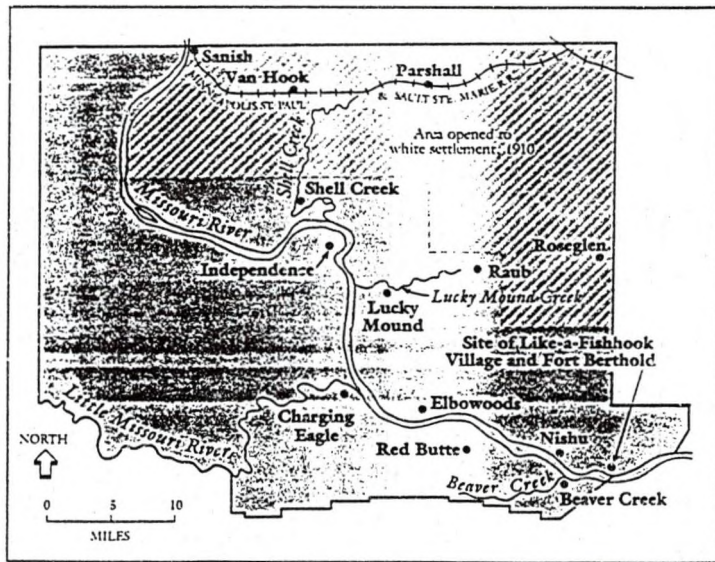 Sanish
Van Hook
Parshall
MINNEAPOLIS ST. PAUL
& SAULT STE. MARIE R.R.
Area opened to
white settlement, 1910
Shell Creek
Shell Creek
Missouri River
Independence
Roseglen
Raub
Lucky Mound Creek
Lucky
Mound
Site of Like-a-Fishhook
Village and Fort Berthold
Little Missouri River
Charging
Eagle
Elbowoods
Red Butte
Nishu
Beaver Creek
Beaver Creek
NORTH
0 5 10
MILES